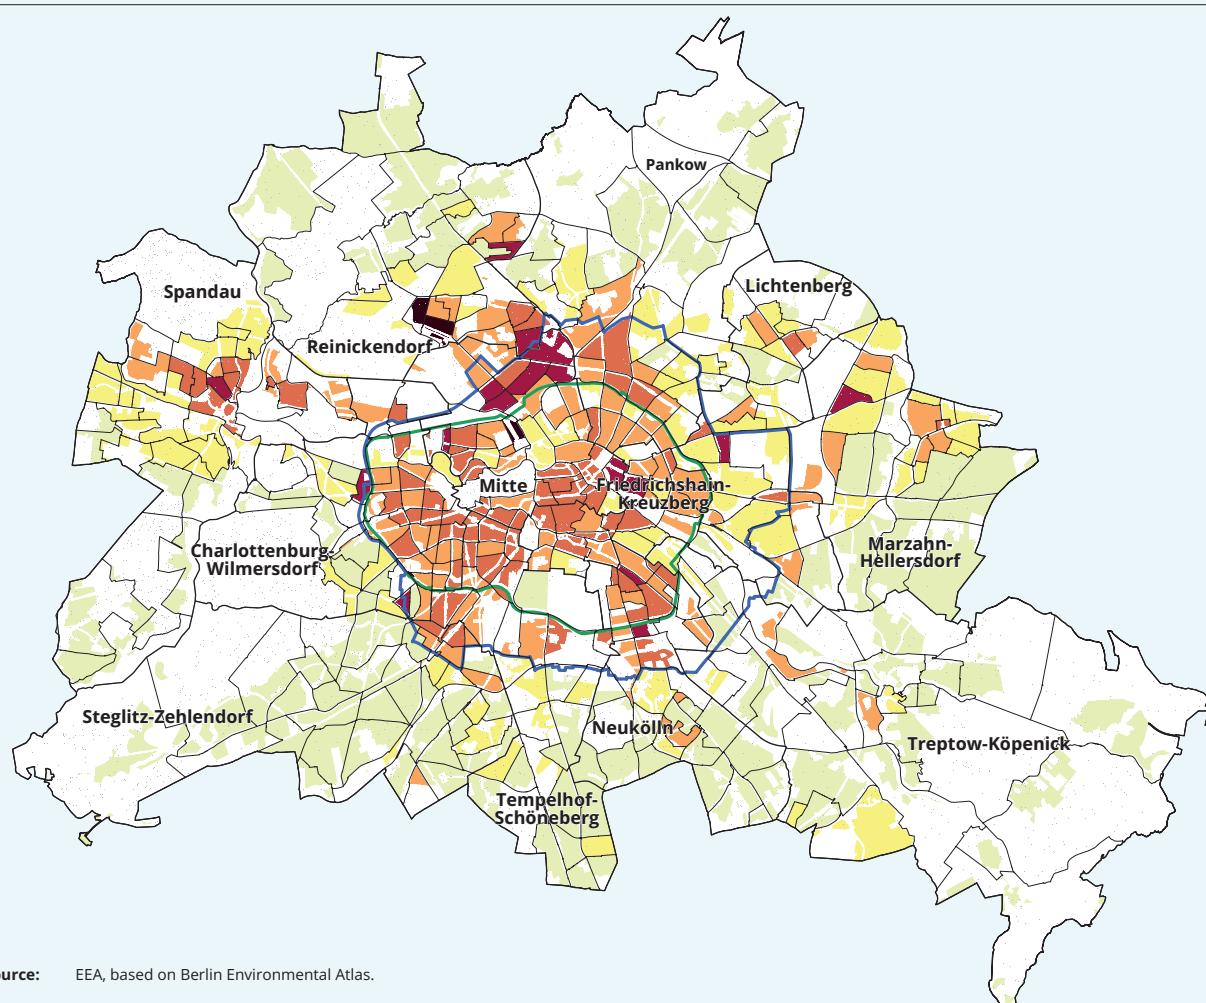 Pankow
Lichtenberg
Spandau
Reinickendorf
Mitte
Friedrichshain-
Kreuzberg
Charlottenburg-
Wilmersdorf
Marzahn-
Hellersdorf
Steglitz-Zehlendorf
Neukölln
Treptow-Köpenick
Tempelhof-
Schöneberg
urce: EEA, based on Berlin Environmental Atlas.